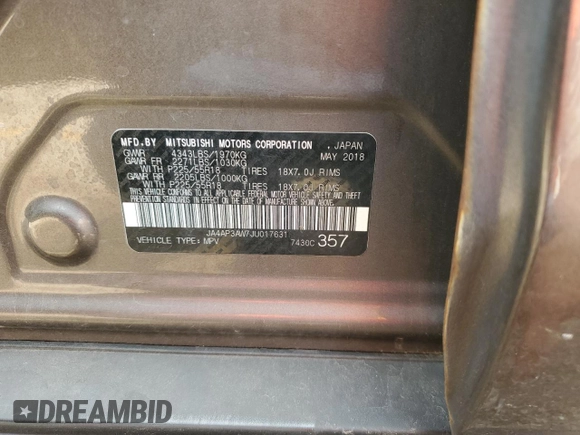 MFD.BY MITSUBISHI MOTORS CORPORATION , JAPAN
GVWR 4343LBS/1970KG MAY 2018
GAWR FR 2271LBS/1030KG
WITH P225/55R18 TIRES 18X7.0J RIMS
GAWR RR 2205LBS/1000KG
WITH P225/55R18 TIRES 18X7.0J RIMS
THIS VEHICLE CONFORMS TO ALL APPLICABLE FEDERAL MOTOR VEHICLE SAFETY AND THEFT
PREVENTION STANDARDS IN EFFECT ON THE DATE OF MANUFACTURE SHOWN ABOVE.
JA4AP3AW7JU017631
VEHICLE TYPE: MPV 7430C 357
DREAMBID